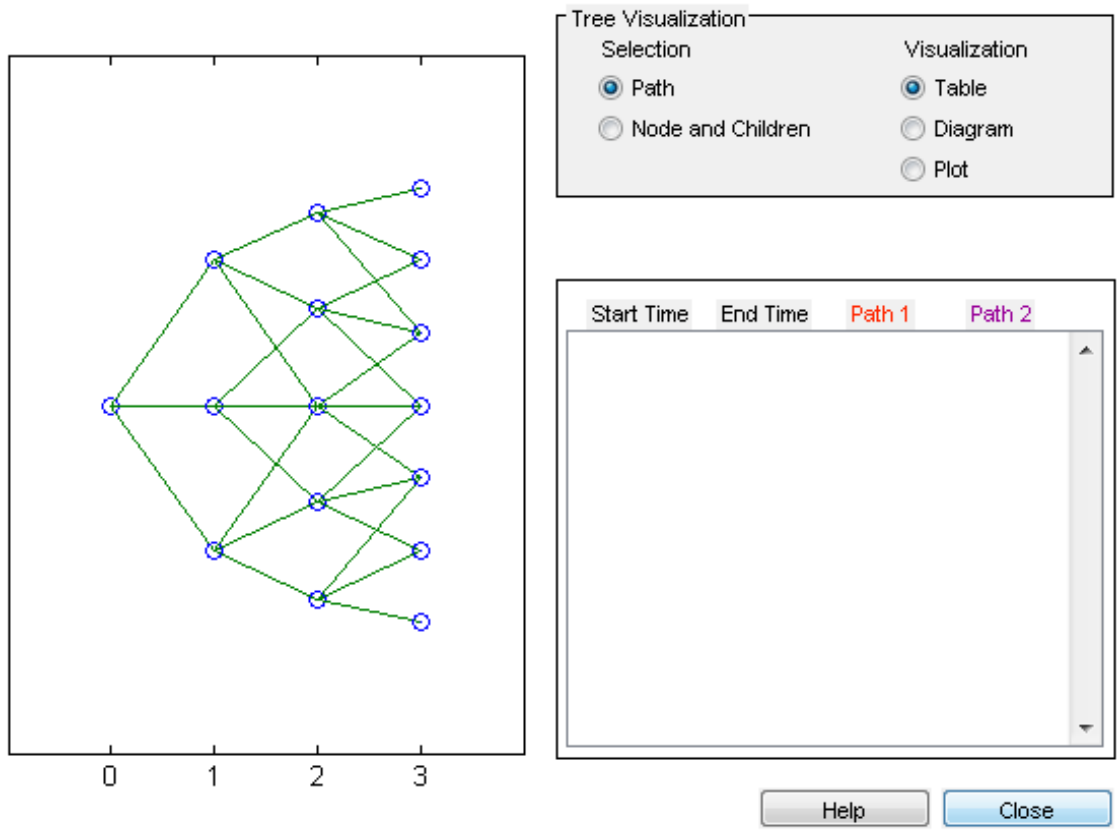 Tree Visualization
Selection
Visualization
Path
Table
Node and Children
Diagram
Plot
Start Time
End Time
Path 1
Path 2
0
1
2
3
Help
Close